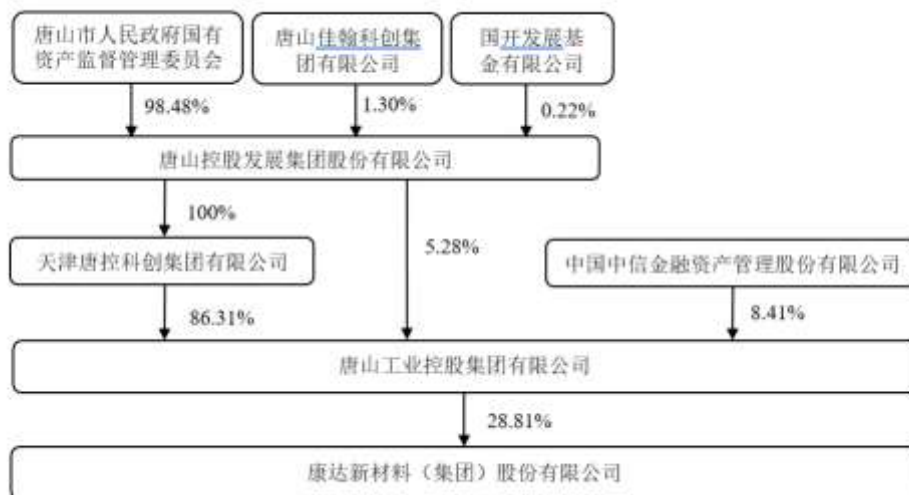 唐山市人民政府国有
资产监督管理委员会
唐山佳翰科创集
团有限公司
国开发展基
金有限公司
98.48%
1.30%
0.22%
唐山控股发展集团股份有限公司
100%
5.28%
天津唐控科创集团有限公司
中国中信金融资产管理股份有限公司
86.31%
8.41%
唐山工业控股集团有限公司
28.81%
康达新材料（集团）股份有限公司